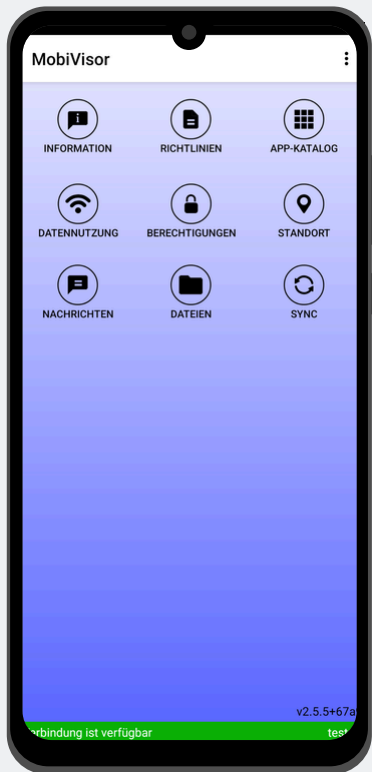 MobiVisor
INFORMATION
RICHTLINIEN
APP-KATALOG
DATENNUTZUNG
BERECHTIGUNGEN
STANDORT
NACHRICHTEN
DATEIEN
SYNC
v2.5.5+67a
erbindung ist verfügbar
test